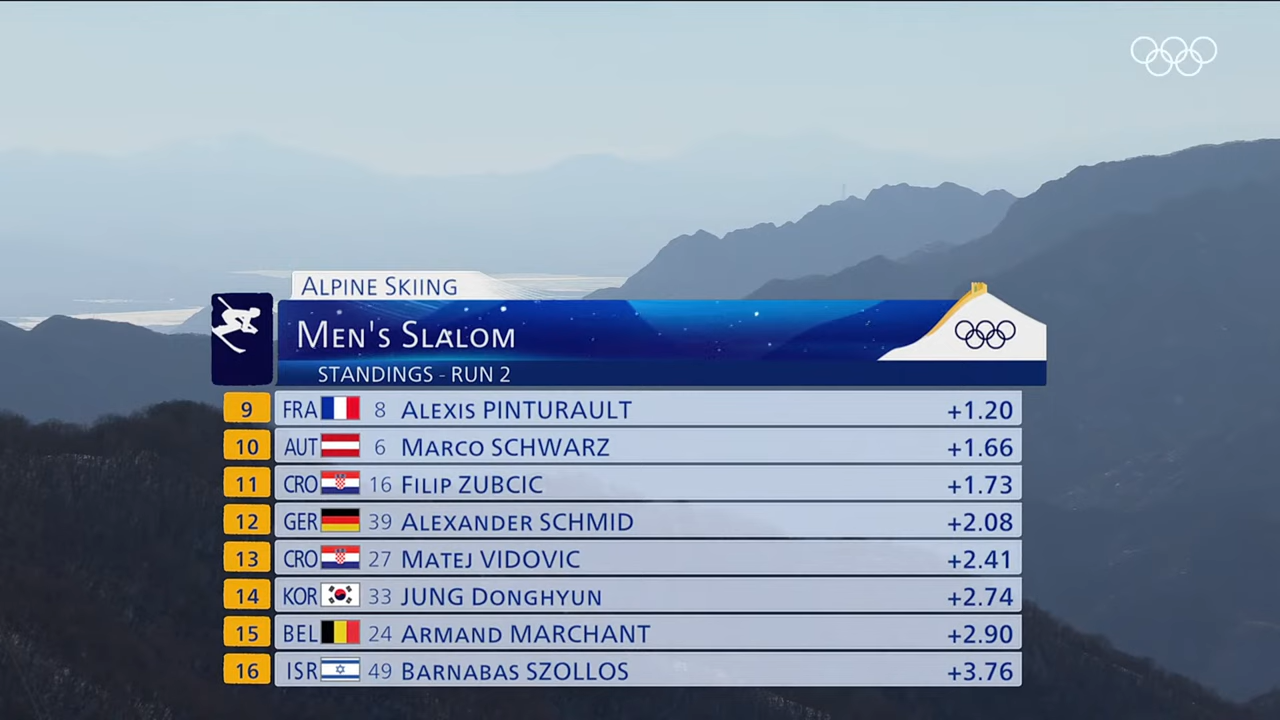 ALPINE SKIING
MEN'S SLALOM
STANDINGS - RUN 2
9 FRA 8 ALEXIS PINTURAULT +1.20
10 AUT 6 MARCO SCHWARZ +1.66
11 CRO 16 FILIP ZUBCIC +1.73
12 GER 39 ALEXANDER SCHMID +2.08
13 CRO 27 MATEJ VIDOVIC +2.41
14 KOR 33 JUNG DONGHYUN +2.74
15 BEL 24 ARMAND MARCHANT +2.90
16 ISR 49 BARNABAS SZOLLOS +3.76